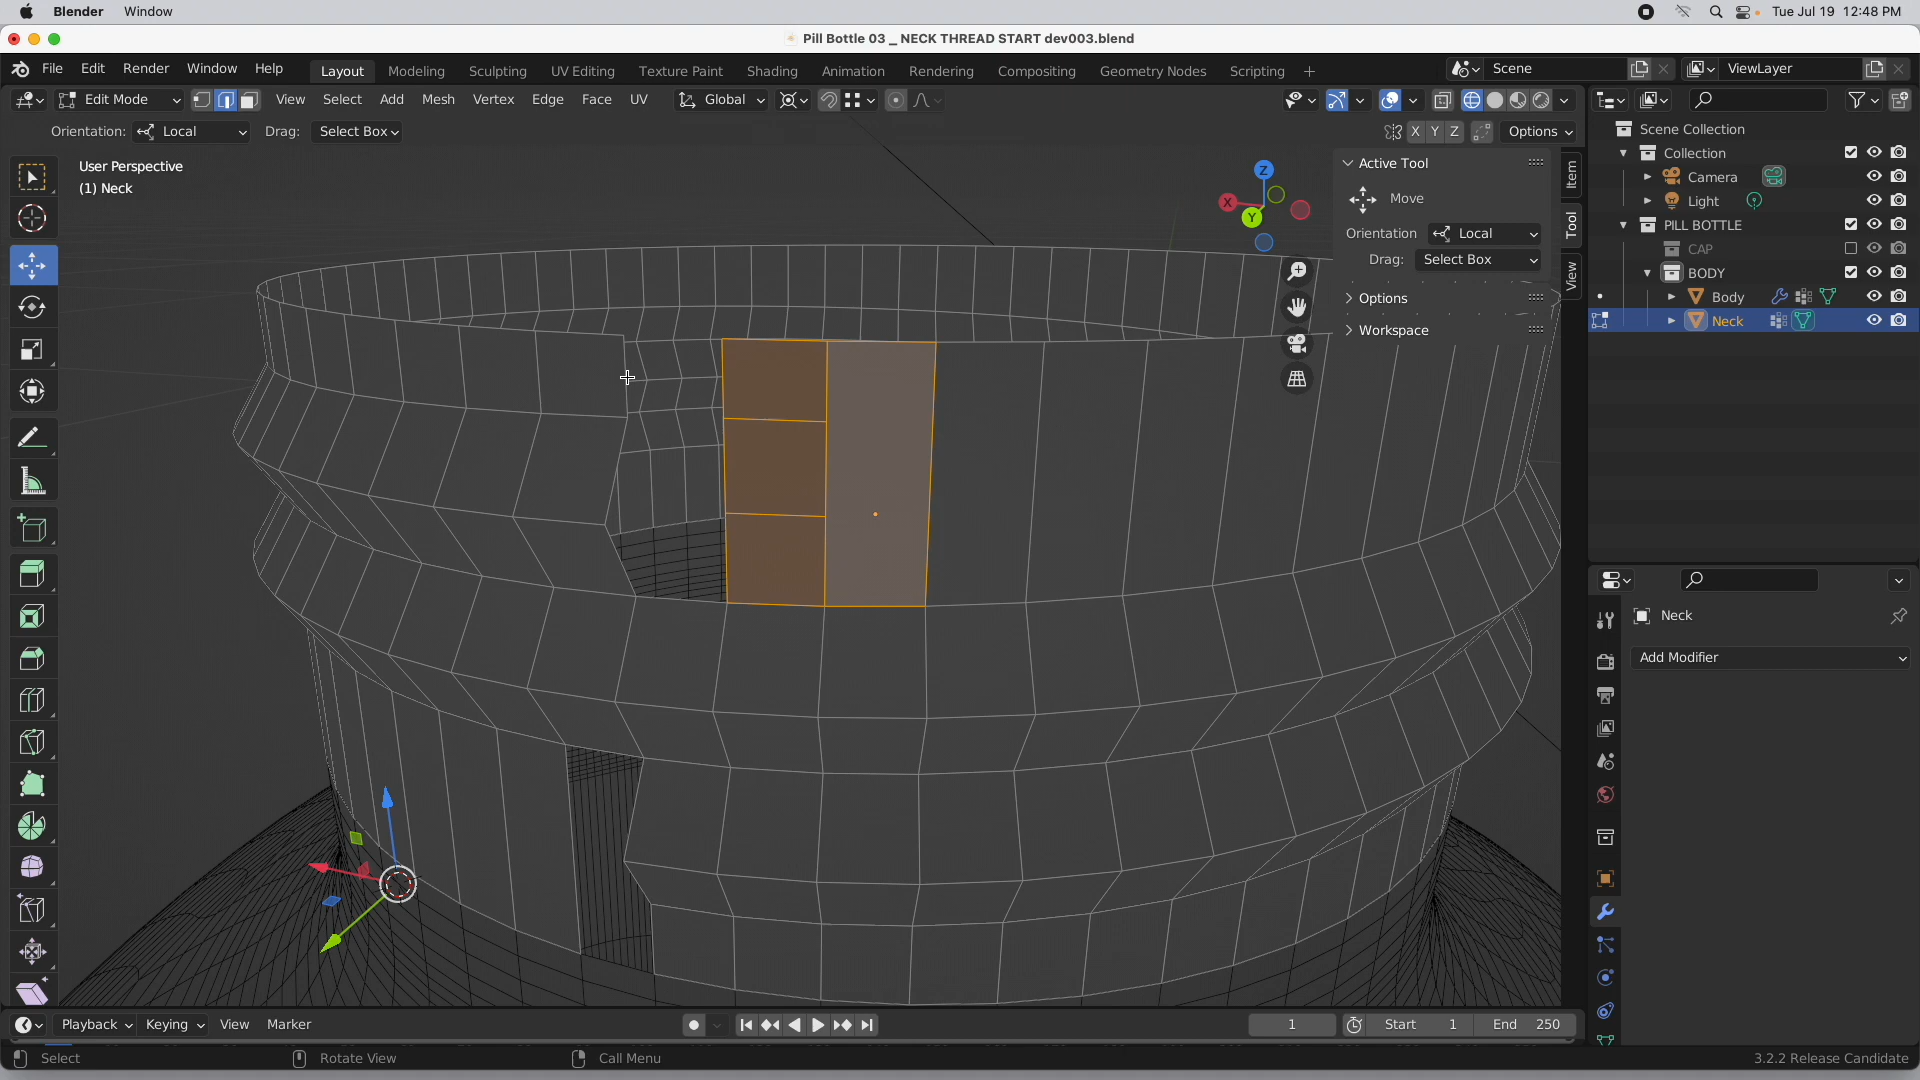 Blender Window Tue Jul 19 12:48 PM
Pill Bottle 03 _ NECK THREAD START dev003.blend
File Edit Render Window Help Layout Modeling Sculpting UV Editing Texture Paint Shading Animation Rendering Compositing Geometry Nodes Scripting + Scene ViewLayer
Edit Mode View Select Add Mesh Vertex Edge Face UV Global
Orientation: Local Drag: Select Box X Y Z Options
User Perspective
(1) Neck
Z
X
Y
Active Tool
Move
Orientation Local
Drag: Select Box
Options
Workspace
Item
Tool
View
Scene Collection
Collection
Camera
Light
PILL BOTTLE
CAP
BODY
Body
Neck
Neck
Add Modifier
Playback Keying View Marker 1 Start 1 End 250
Select Rotate View Call Menu 3.2.2 Release Candidate